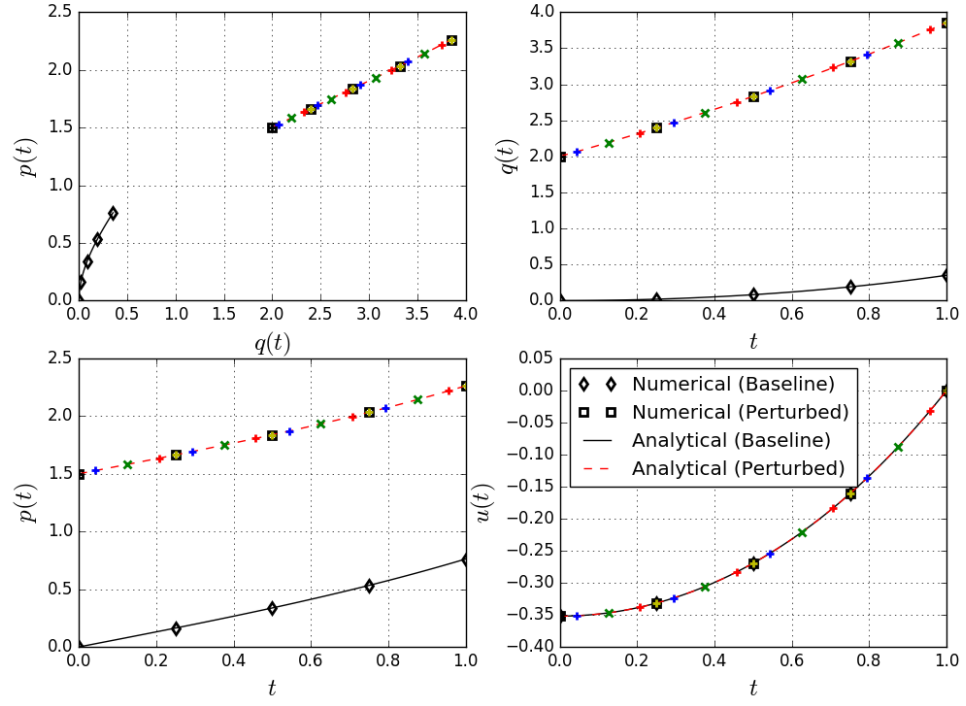 2.5
2.0
1.5
1.0
0.5
0.0
p(t)
0.0 0.5 1.0 1.5 2.0 2.5 3.0 3.5 4.0
q(t)
4.0
3.5
3.0
2.5
2.0
1.5
1.0
0.5
0.0
q(t)
0.0 0.2 0.4 0.6 0.8 1.0
t
2.5
2.0
1.5
1.0
0.5
0.0
p(t)
0.0 0.2 0.4 0.6 0.8 1.0
t
0.05
0.00
−0.05
−0.10
−0.15
−0.20
−0.25
−0.30
−0.35
−0.40
u(t)
Numerical (Baseline)
Numerical (Perturbed)
Analytical (Baseline)
Analytical (Perturbed)
0.0 0.2 0.4 0.6 0.8 1.0
t